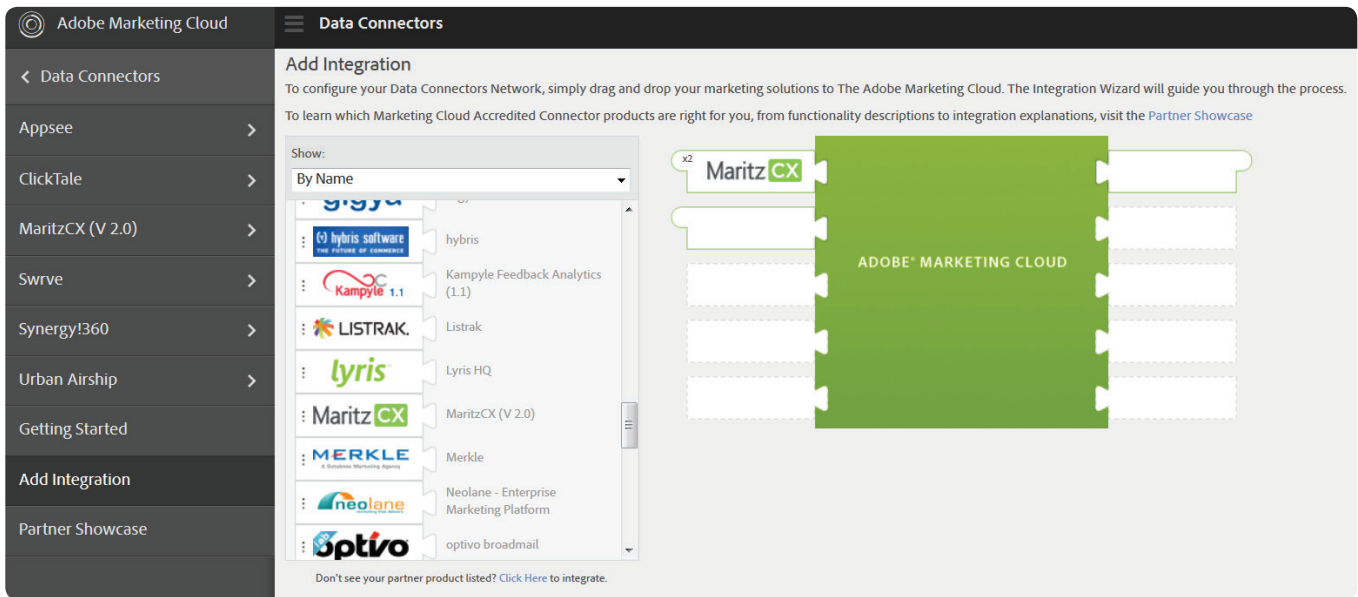 Adobe Marketing Cloud
Data Connectors
Data Connectors
Appsee
ClickTale
MaritzCX (V 2.0)
Swrve
Synergy!360
Urban Airship
Getting Started
Add Integration
Partner Showcase
Add Integration
To configure your Data Connectors Network, simply drag and drop your marketing solutions to The Adobe Marketing Cloud. The Integration Wizard will guide you through the process.
To learn which Marketing Cloud Accredited Connector products are right for you, from functionality descriptions to integration explanations, visit the Partner Showcase
Show:
By Name
gigya
hybris software
THE FUTURE OF COMMERCE
hybris
Kampyle 1.1
Kampyle Feedback Analytics
(1.1)
LISTRAK.
Listrak
lyris
Lyris HQ
Maritz CX
MaritzCX (V 2.0)
MERKLE
A Database Marketing Agency
Merkle
neolane
Neolane - Enterprise
Marketing Platform
optivo
optivo broadmail
Don't see your partner product listed? Click Here to integrate.
x2
Maritz CX
ADOBE® MARKETING CLOUD